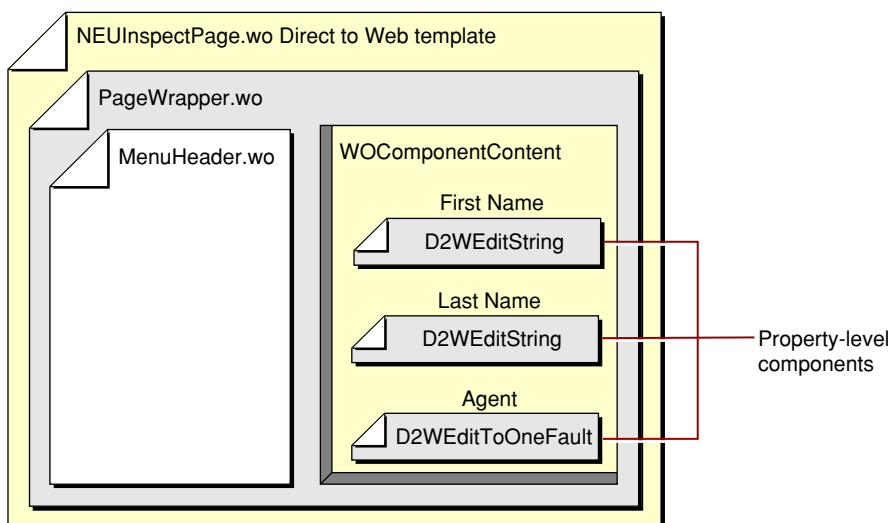 NEUInspectPage.wo Direct to Web template
PageWrapper.wo
MenuHeader.wo
WOComponentContent
First Name
D2WEditString
Last Name
D2WEditString
Agent
D2WEditToOneFault
Property-level
components